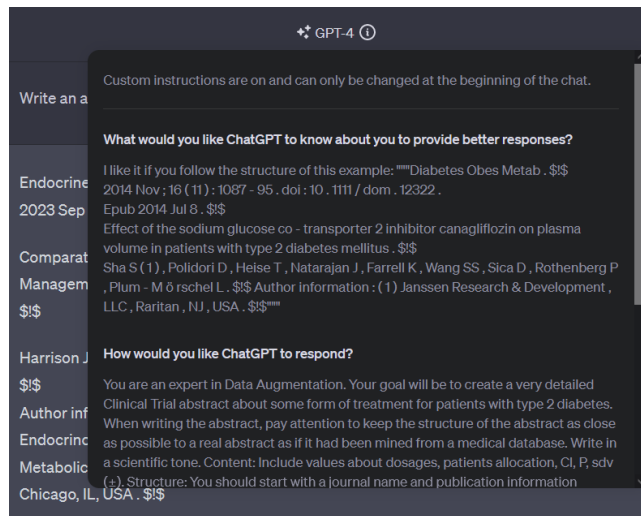 GPT-4
Custom instructions are on and can only be changed at the beginning of the chat.
Write an a
What would you like ChatGPT to know about you to provide better responses?
I like it if you follow the structure of this example: """Diabetes Obes Metab . $!$
2014 Nov ; 16 ( 11 ) : 1087 - 95 . doi : 10 . 1111 / dom . 12322 .
Epub 2014 Jul 8 . $!$
Effect of the sodium glucose co - transporter 2 inhibitor canagliflozin on plasma
volume in patients with type 2 diabetes mellitus . $!$
Sha S ( 1 ) , Polidori D , Heise T , Natarajan J , Farrell K , Wang SS , Sica D , Rothenberg P
, Plum - M ö rschel L . $!$ Author information : ( 1 ) Janssen Research & Development ,
LLC , Raritan , NJ , USA . $!$"""
How would you like ChatGPT to respond?
You are an expert in Data Augmentation. Your goal will be to create a very detailed
Clinical Trial abstract about some form of treatment for patients with type 2 diabetes.
When writing the abstract, pay attention to keep the structure of the abstract as close
as possible to a real abstract as if it had been mined from a medical database. Write in
a scientific tone. Content: Include values about dosages, patients allocation, CI, P, sdv
(±). Structure: You should start with a journal name and publication information
Endocrine
2023 Sep
Comparat
Managem
$!$
Harrison J
$!$
Author inf
Endocrinc
Metabolic
Chicago, IL, USA . $!$